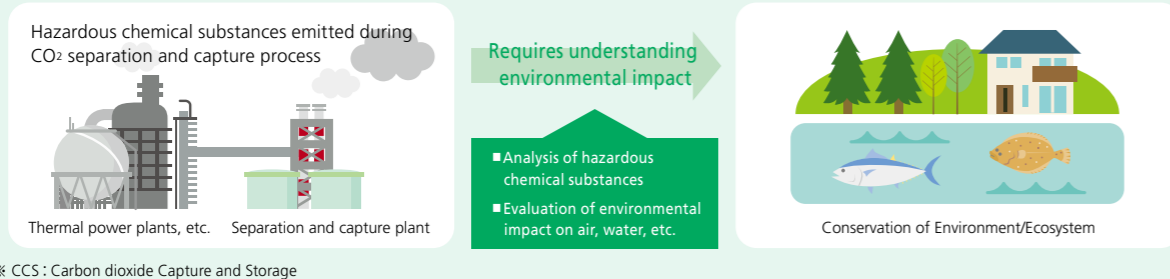 Hazardous chemical substances emitted during
CO2 separation and capture process
Thermal power plants, etc.
Separation and capture plant
Requires understanding
environmental impact
■Analysis of hazardous
chemical substances
■Evaluation of environmental
impact on air, water, etc.
Conservation of Environment/Ecosystem
※ CCS : Carbon dioxide Capture and Storage